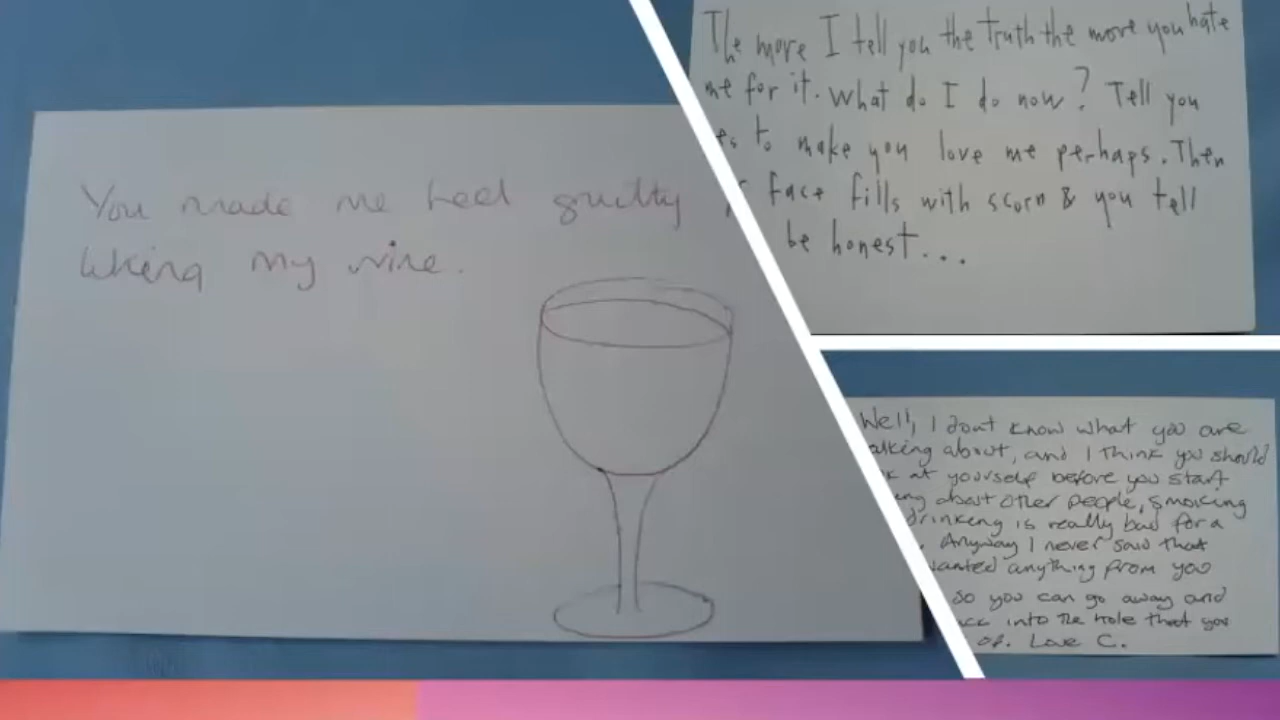 You made me feel guilty
liking my wine.
The more I tell you the truth the more you hate
me for it. What do I do now? Tell you
to make you love me perhaps. Then
face fills with scorn & you tell
be honest...
Well, I dont know what you are
alking about, and I think you should
at yourself before you start
about other people, smoking
drinking is really bad for a
. Anyway I never said that
wanted anything from you
so you can go away and
into the hole that you
of. Love C.